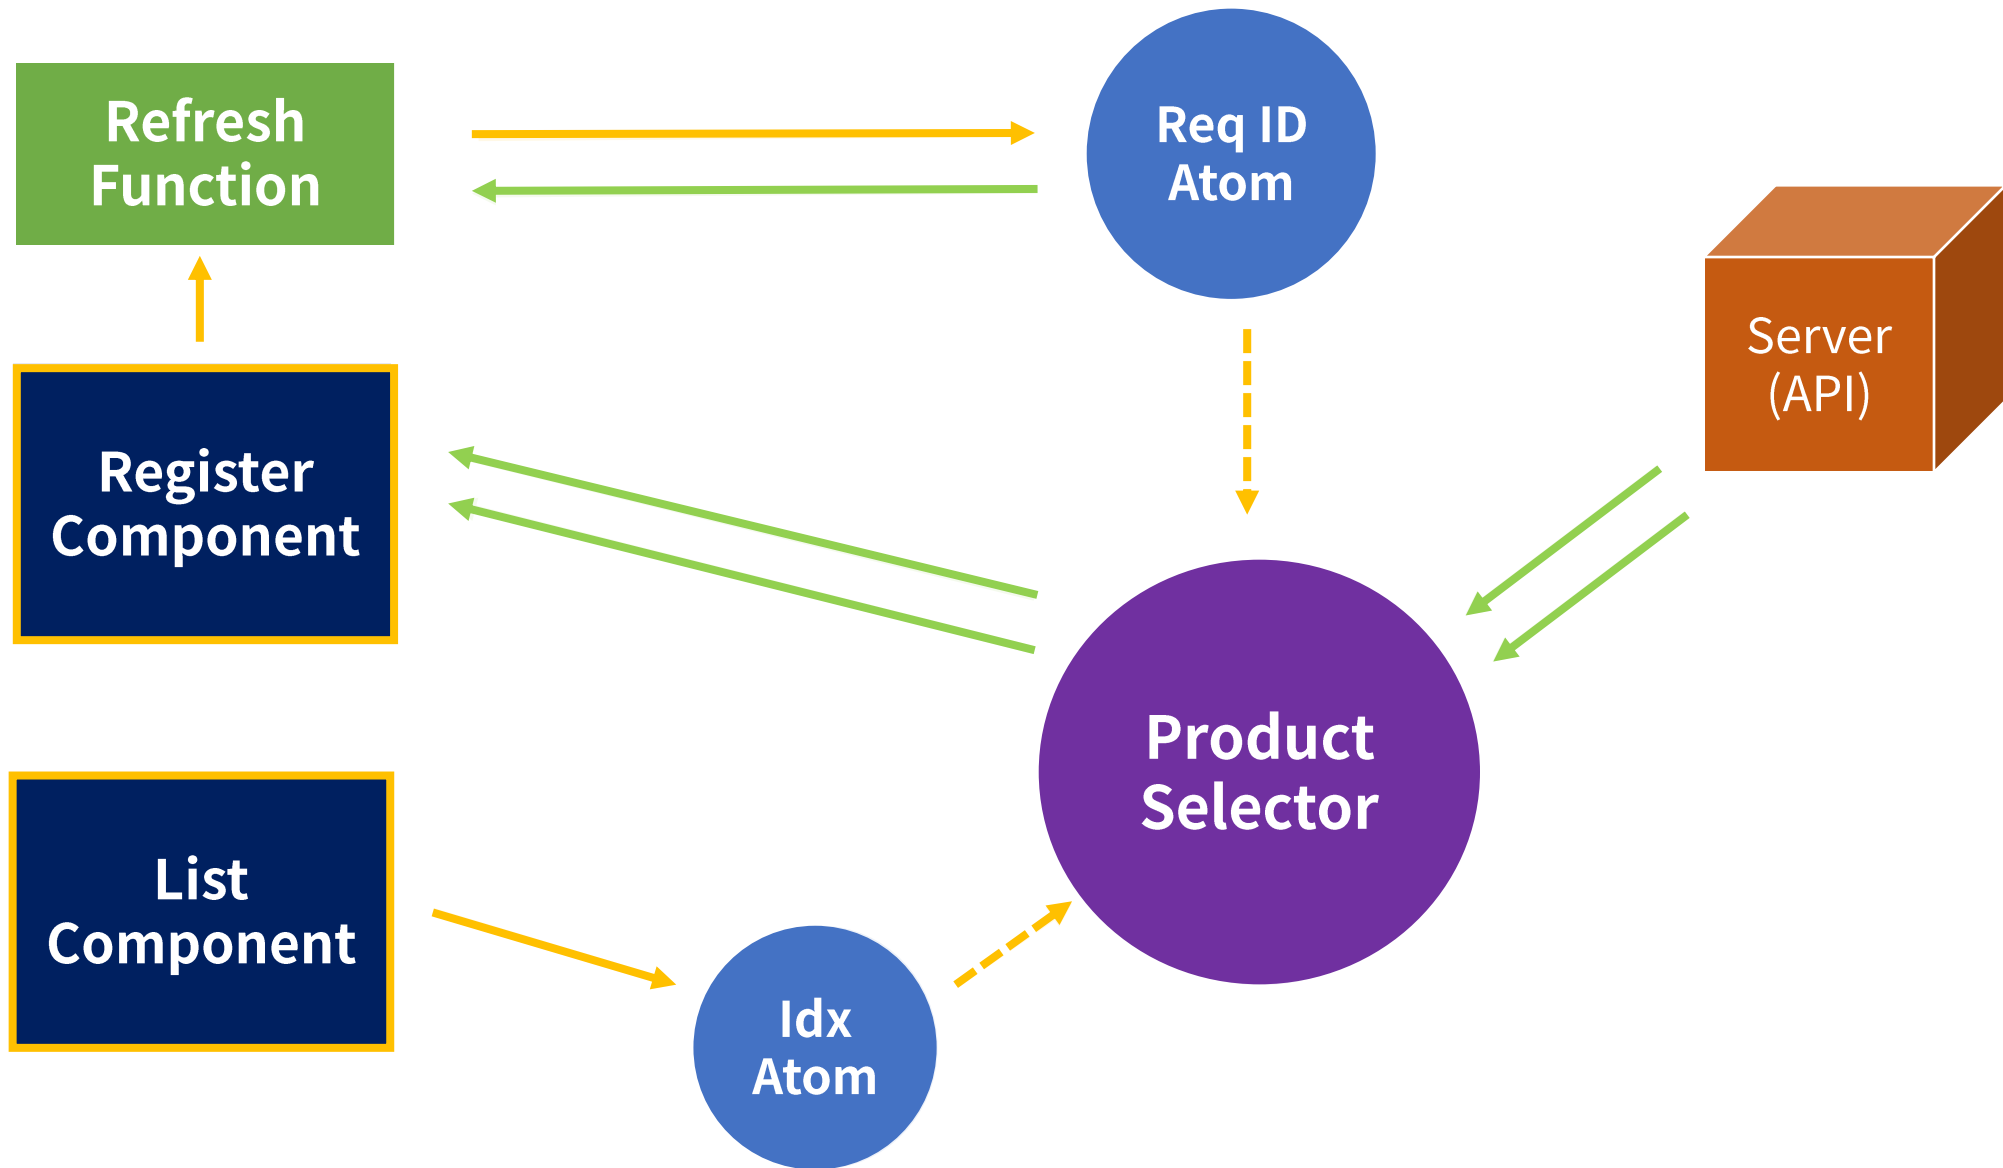 Refresh
Function
Req ID
Atom
Server
(API)
Register
Component
Product
Selector
List
Component
Idx
Atom